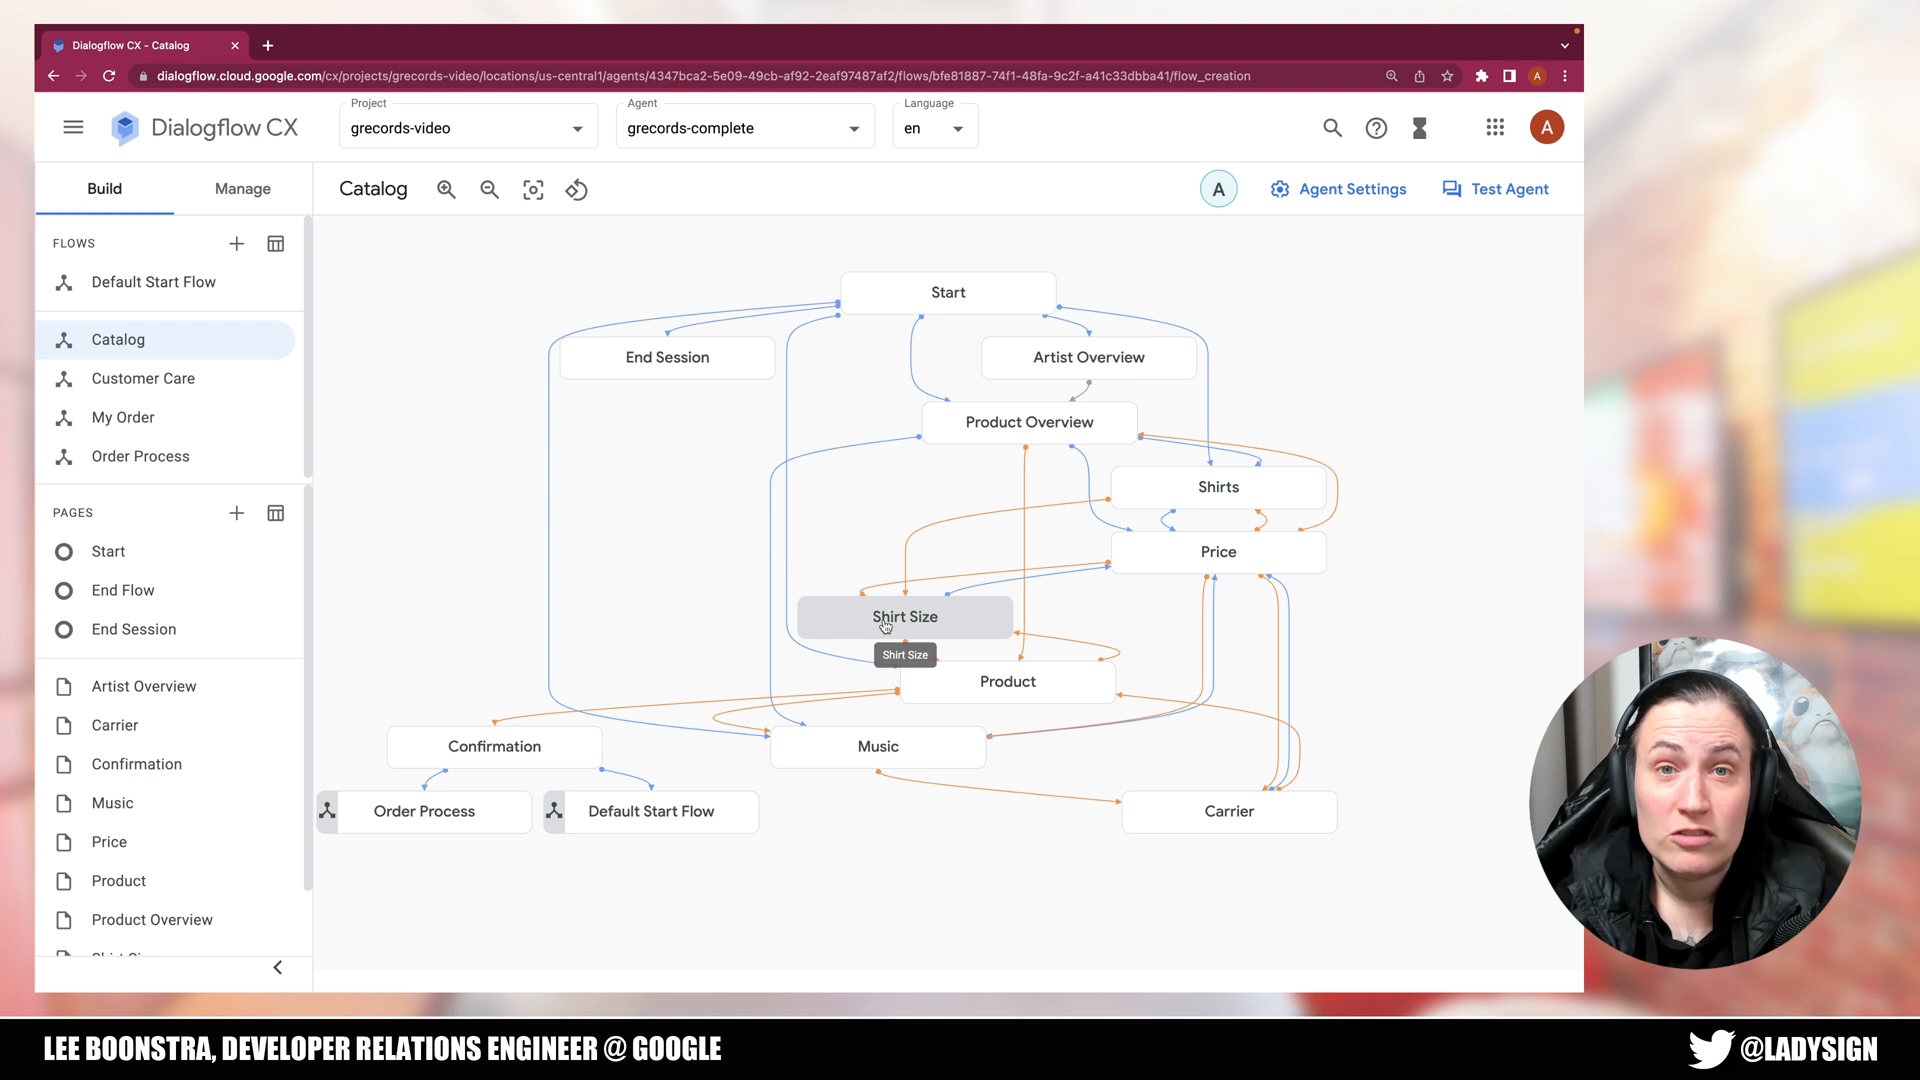 Dialogflow CX - Catalog
dialogflow.cloud.google.com/cx/projects/grecords-video/locations/us-central1/agents/4347bca2-5e09-49cb-af92-2eaf97487af2/flows/bfe81887-74f1-48fa-9c2f-a41c33dbba41/flow_creation
A
Dialogflow CX
Project
grecords-video
Agent
grecords-complete
Language
en
A
Build
Manage
Catalog
A
Agent Settings
Test Agent
FLOWS
Default Start Flow
Catalog
Customer Care
My Order
Order Process
PAGES
Start
End Flow
End Session
Artist Overview
Carrier
Confirmation
Music
Price
Product
Product Overview
Start
End Session
Artist Overview
Product Overview
Shirts
Price
Shirt Size
Shirt Size
Product
Confirmation
Music
Order Process
Default Start Flow
Carrier
LEE BOONSTRA, DEVELOPER RELATIONS ENGINEER @ GOOGLE
@LADYSIGN